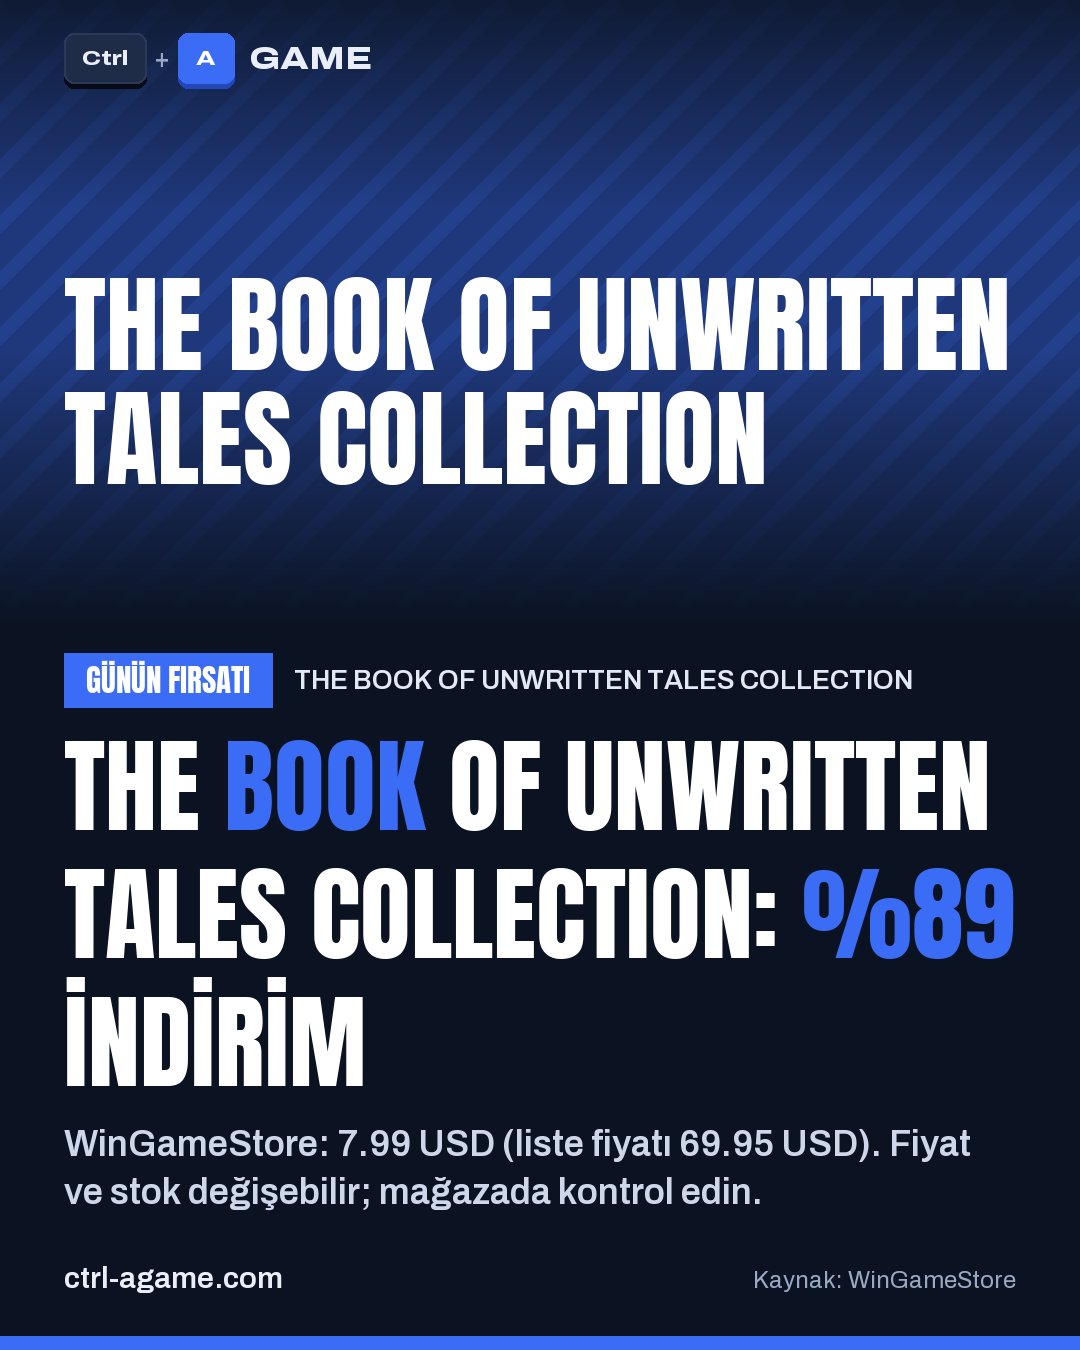 Ctrl + A GAME
THE BOOK OF UNWRITTEN
TALES COLLECTION
GÜNÜN FIRSATI THE BOOK OF UNWRITTEN TALES COLLECTION
THE BOOK OF UNWRITTEN
TALES COLLECTION: %89
İNDİRİM
WinGameStore: 7.99 USD (liste fiyatı 69.95 USD). Fiyat
ve stok değişebilir; mağazada kontrol edin.
ctrl-agame.com
Kaynak: WinGameStore